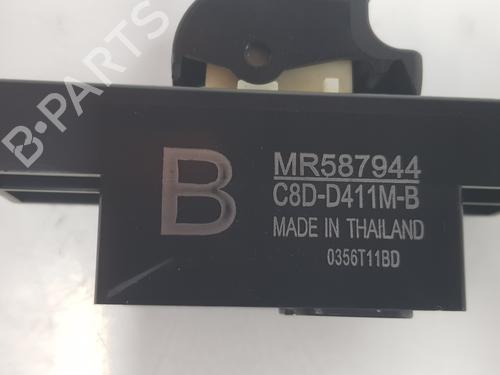 B-PARTS
B
MR587944
C8D-D411M-B
MADE IN THAILAND
0356T11BD